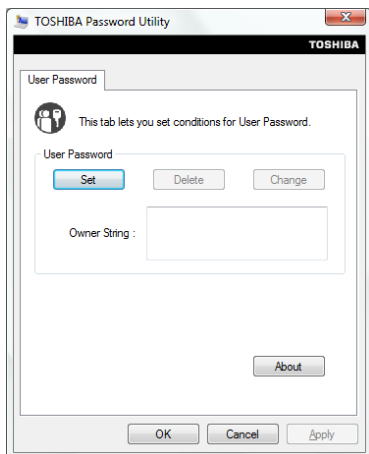 TOSHIBA Password Utility
TOSHIBA
User Password
This tab lets you set conditions for User Password.
User Password
Set Delete Change
Owner String :
About
OK Cancel Apply